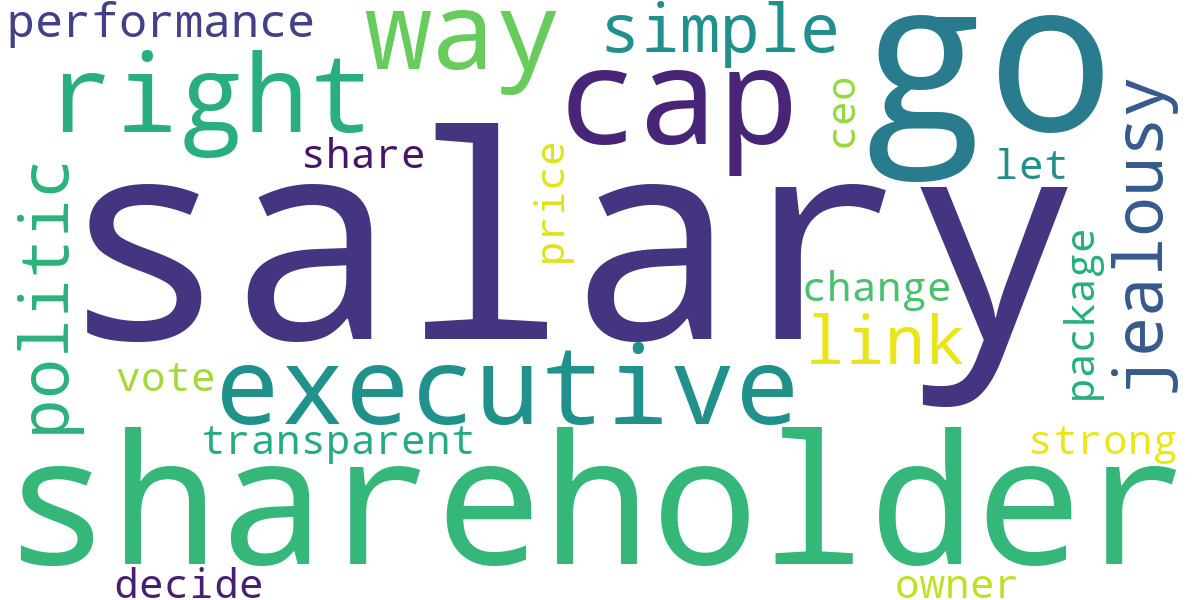 performance
way
simple
go
right
cap
ceo
jealousy
share
price
let
salary
politic
package
change
link
vote
executive
transparent
strong
shareholder
decide
owner